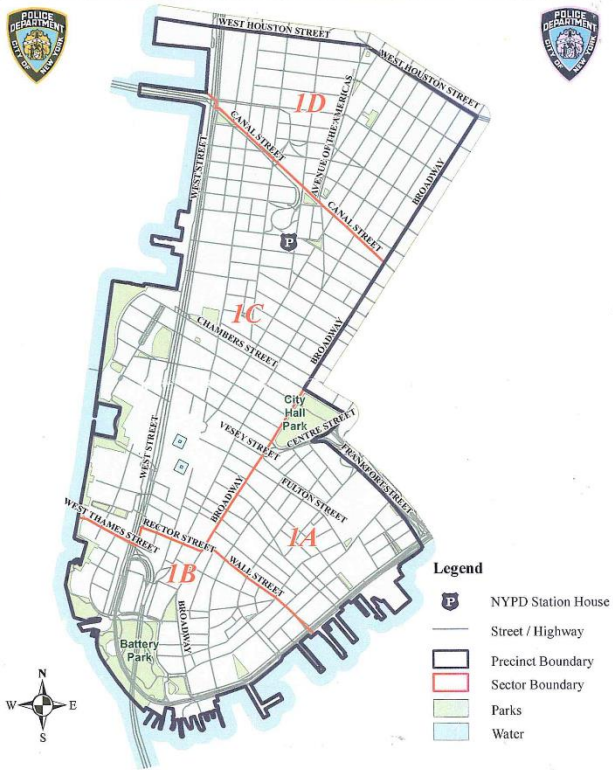 POLICE
DEPARTMENT
CITY OF
NEW YORK
POLICE
DEPARTMENT
CITY OF
NEW YORK
WEST HOUSTON STREET
WEST HOUSTON STREET
1D
AVENUE OF THE AMERICAS
CANAL STREET
WEST STREET
BROADWAY
CANAL STREET
P
1C
CHAMBERS STREET
BROADWAY
City
Hall
Park
CENTRE STREET
VESEY STREET
WEST STREET
FRANKFORT STREET
FULTON STREET
BROADWAY
WEST THAMES STREET
RECTOR STREET
1A
WALL STREET
1B
BROADWAY
Battery
Park
Legend
P NYPD Station House
Street / Highway
Precinct Boundary
Sector Boundary
Parks
Water
N
W E
S